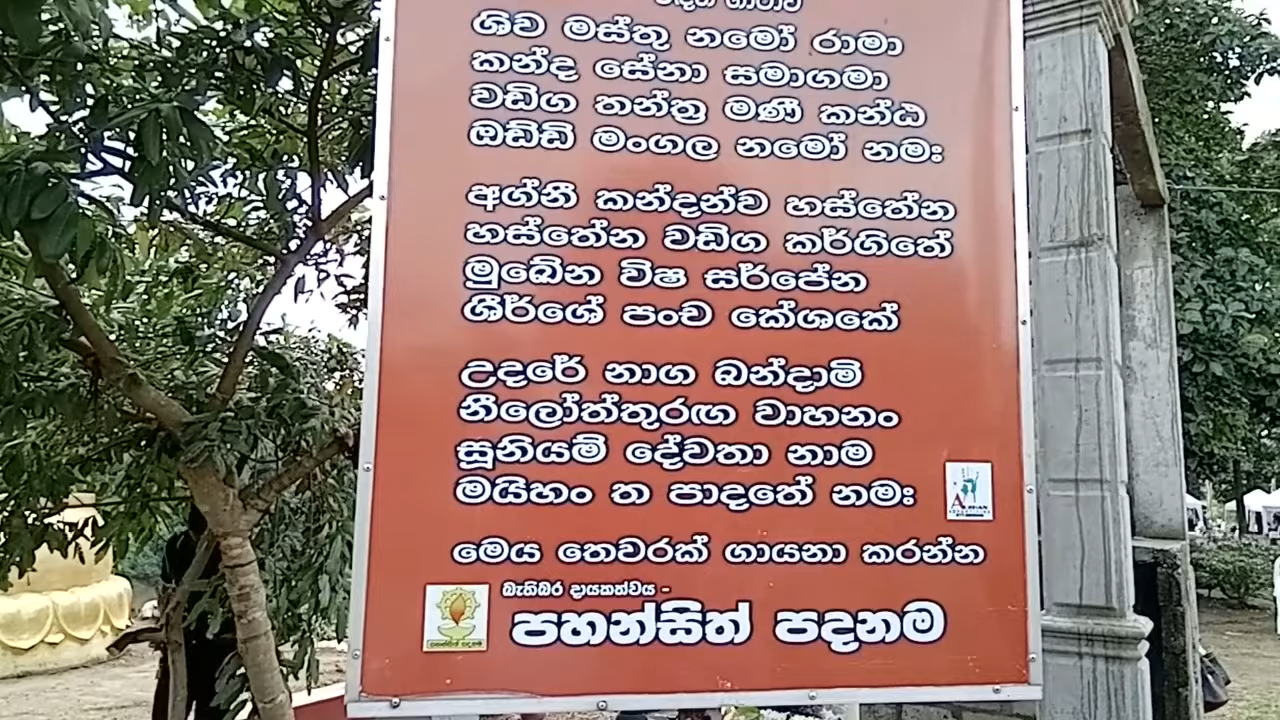 ශිව මස්තු නමෝ රාමා
කන්ද සේනා සමාගමා
වඩිග තන්ත්‍ර මණී කන්ඨ
ඔඩ්ඩි මංගල නමෝ නමඃ
අග්නි කන්දන්ව හස්තේන
හස්තේන වඩිග කර්ගිතේ
මුඛේන විෂ සර්පේන
ශීර්ශේ පංච කේශකේ
උදරේ නාග බන්දාමි
නීලෝත්තුරඟ වාහනං
සූනියම් දේවතා නාම
මයිහං ත පාදතේ නමඃ
මෙය තෙවරක් ගායනා කරන්න
බැතිබර දායකත්වය -
පහන්සිත් පදනම
පහන්සිත් පදනම